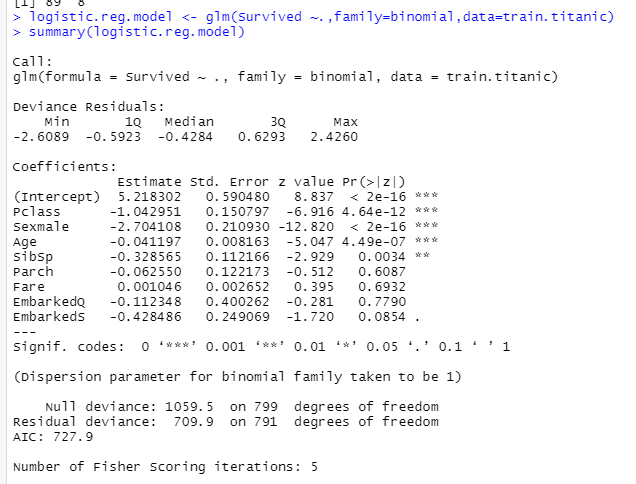 [1] 89  8
> logistic.reg.model <- glm(Survived ~.,family=binomial,data=train.titanic)
> summary(logistic.reg.model)

Call:
glm(formula = Survived ~ ., family = binomial, data = train.titanic)

Deviance Residuals:
    Min      1Q  Median      3Q     Max
-2.6089 -0.5923 -0.4284  0.6293  2.4260

Coefficients:
             Estimate Std. Error z value Pr(>|z|)
(Intercept)  5.218302   0.590480   8.837  < 2e-16 ***
Pclass      -1.042951   0.150797  -6.916 4.64e-12 ***
Sexmale     -2.704108   0.210930 -12.820  < 2e-16 ***
Age         -0.041197   0.008163  -5.047 4.49e-07 ***
SibSp       -0.328565   0.112166  -2.929   0.0034 **
Parch       -0.062550   0.122173  -0.512   0.6087
Fare         0.001046   0.002652   0.395   0.6932
EmbarkedQ   -0.112348   0.400262  -0.281   0.7790
EmbarkedS   -0.428486   0.249069  -1.720   0.0854 .
---
Signif. codes:  0 ‘***’ 0.001 ‘**’ 0.01 ‘*’ 0.05 ‘.’ 0.1 ‘ ’ 1

(Dispersion parameter for binomial family taken to be 1)

    Null deviance: 1059.5  on 799  degrees of freedom
Residual deviance:  709.9  on 791  degrees of freedom
AIC: 727.9

Number of Fisher Scoring iterations: 5